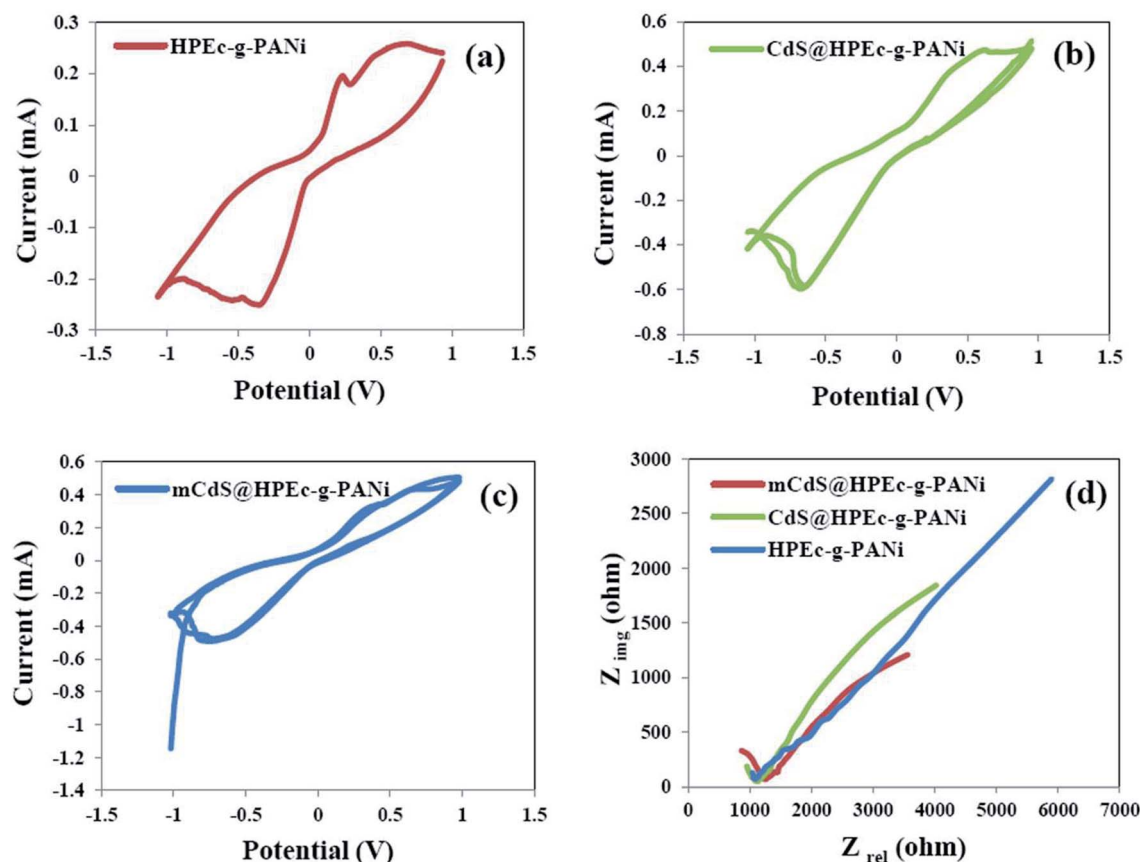 HPEc-g-PANi
(a)
0.3
0.2
0.1
0
-0.1
-0.2
-0.3
Current (mA)
-1.5 -1 -0.5 0 0.5 1 1.5
Potential (V)
CdS@HPEc-g-PANi
(b)
0.6
0.4
0.2
0
-0.2
-0.4
-0.6
-0.8
Current (mA)
-1.5 -1 -0.5 0 0.5 1 1.5
Potential (V)
mCdS@HPEc-g-PANi
(c)
0.6
0.4
0.2
0
-0.2
-0.4
-0.6
-0.8
-1
-1.2
-1.4
Current (mA)
-1.5 -1 -0.5 0 0.5 1 1.5
Potential (V)
mCdS@HPEc-g-PANi
CdS@HPEc-g-PANi
HPEc-g-PANi
(d)
3000
2500
2000
1500
1000
500
0
Z img (ohm)
0 1000 2000 3000 4000 5000 6000 7000
Z rel (ohm)